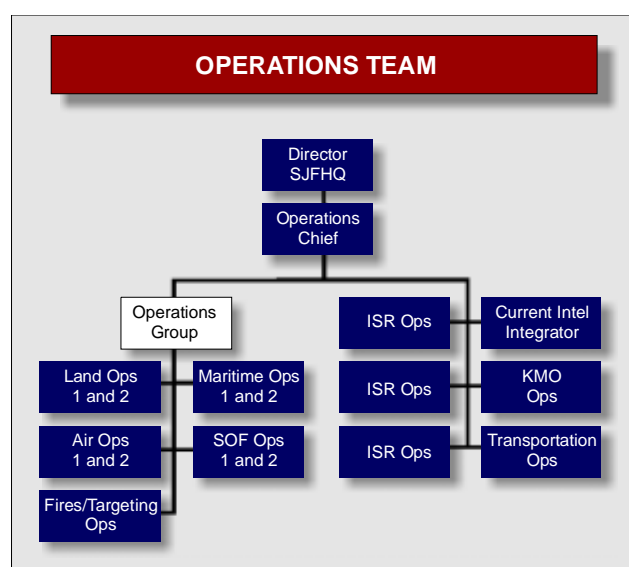 OPERATIONS TEAM
Director
SJFHQ
Operations
Chief
Operations
Group
Land Ops
1 and 2
Maritime Ops
1 and 2
Air Ops
1 and 2
SOF Ops
1 and 2
Fires/Targeting
Ops
ISR Ops
Current Intel
Integrator
ISR Ops
KMO
Ops
ISR Ops
Transportation
Ops